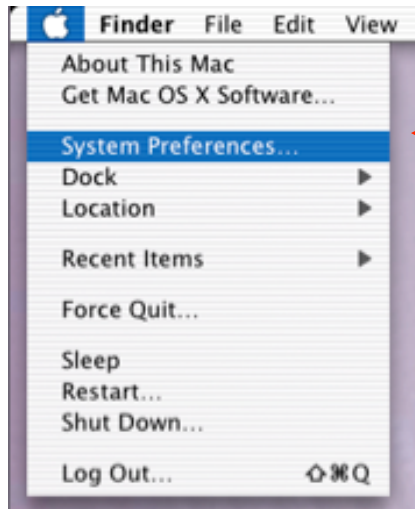 Finder File Edit View
About This Mac
Get Mac OS X Software...
System Preferences...
Dock
Location
Recent Items
Force Quit...
Sleep
Restart...
Shut Down...
Log Out... ⇧⌘Q